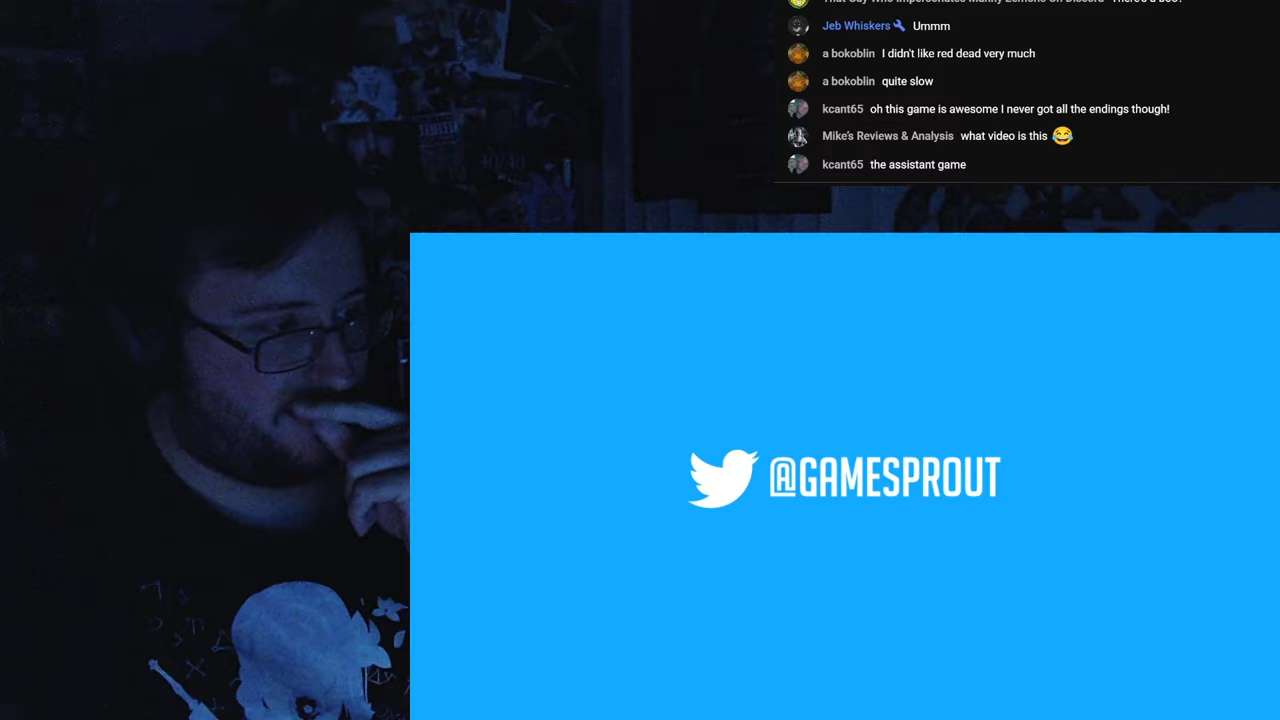 Jeb Whiskers Ummm
a bokoblin I didn't like red dead very much
a bokoblin quite slow
kcant65 oh this game is awesome I never got all the endings though!
Mike's Reviews & Analysis what video is this 😂
kcant65 the assistant game
@GAMESPROUT